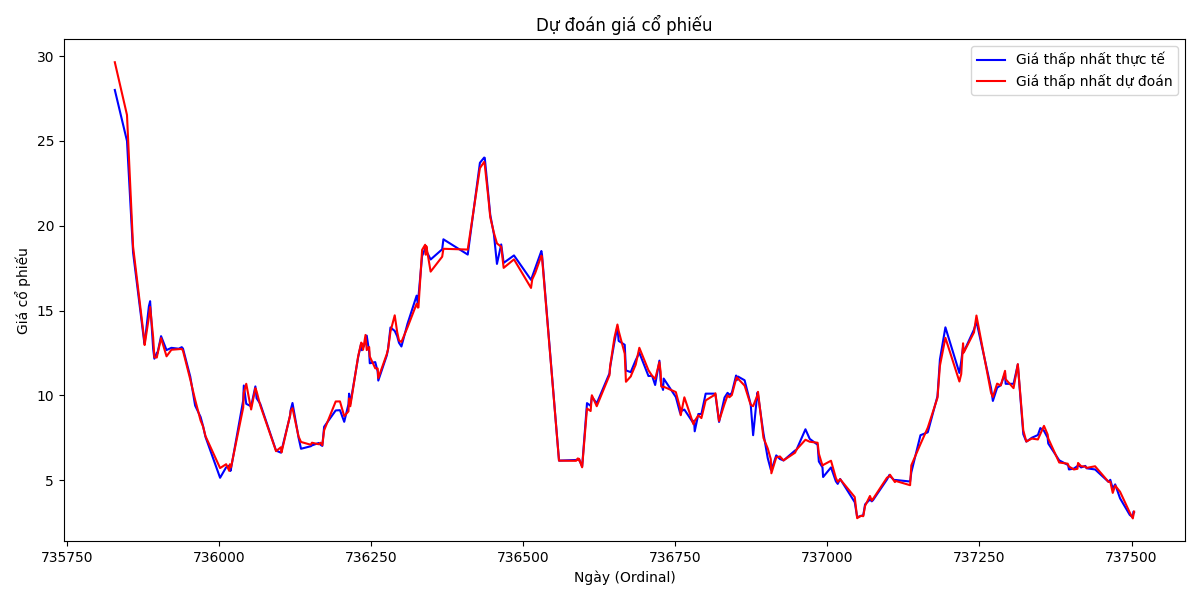 Dự đoán giá cổ phiếu
Giá thấp nhất thực tế
Giá thấp nhất dự đoán
Giá cổ phiếu
30
25
20
15
10
5
735750 736000 736250 736500 736750 737000 737250 737500
Ngày (Ordinal)